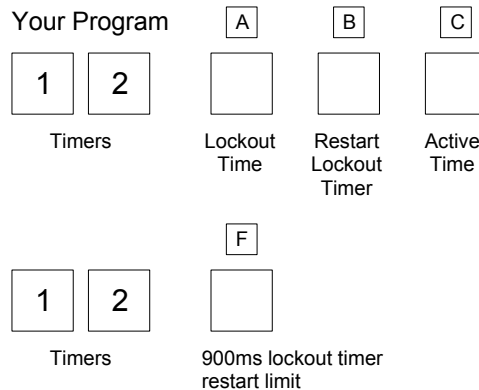 Your Program A B C
1 2
Timers Lockout Time Restart Lockout Timer Active Time
F
1 2
Timers 900ms lockout timer restart limit